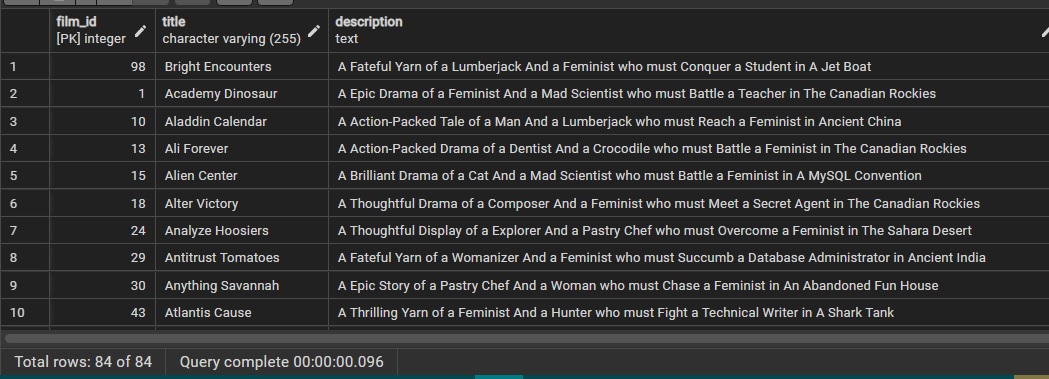 film_id title description
[PK] integer character varying (255) text
1 98 Bright Encounters A Fateful Yarn of a Lumberjack And a Feminist who must Conquer a Student in A Jet Boat
2 1 Academy Dinosaur A Epic Drama of a Feminist And a Mad Scientist who must Battle a Teacher in The Canadian Rockies
3 10 Aladdin Calendar A Action-Packed Tale of a Man And a Lumberjack who must Reach a Feminist in Ancient China
4 13 Ali Forever A Action-Packed Drama of a Dentist And a Crocodile who must Battle a Feminist in The Canadian Rockies
5 15 Alien Center A Brilliant Drama of a Cat And a Mad Scientist who must Battle a Feminist in A MySQL Convention
6 18 Alter Victory A Thoughtful Drama of a Composer And a Feminist who must Meet a Secret Agent in The Canadian Rockies
7 24 Analyze Hoosiers A Thoughtful Display of a Explorer And a Pastry Chef who must Overcome a Feminist in The Sahara Desert
8 29 Antitrust Tomatoes A Fateful Yarn of a Womanizer And a Feminist who must Succumb a Database Administrator in Ancient India
9 30 Anything Savannah A Epic Story of a Pastry Chef And a Woman who must Chase a Feminist in An Abandoned Fun House
10 43 Atlantis Cause A Thrilling Yarn of a Feminist And a Hunter who must Fight a Technical Writer in A Shark Tank
Total rows: 84 of 84 Query complete 00:00:00.096